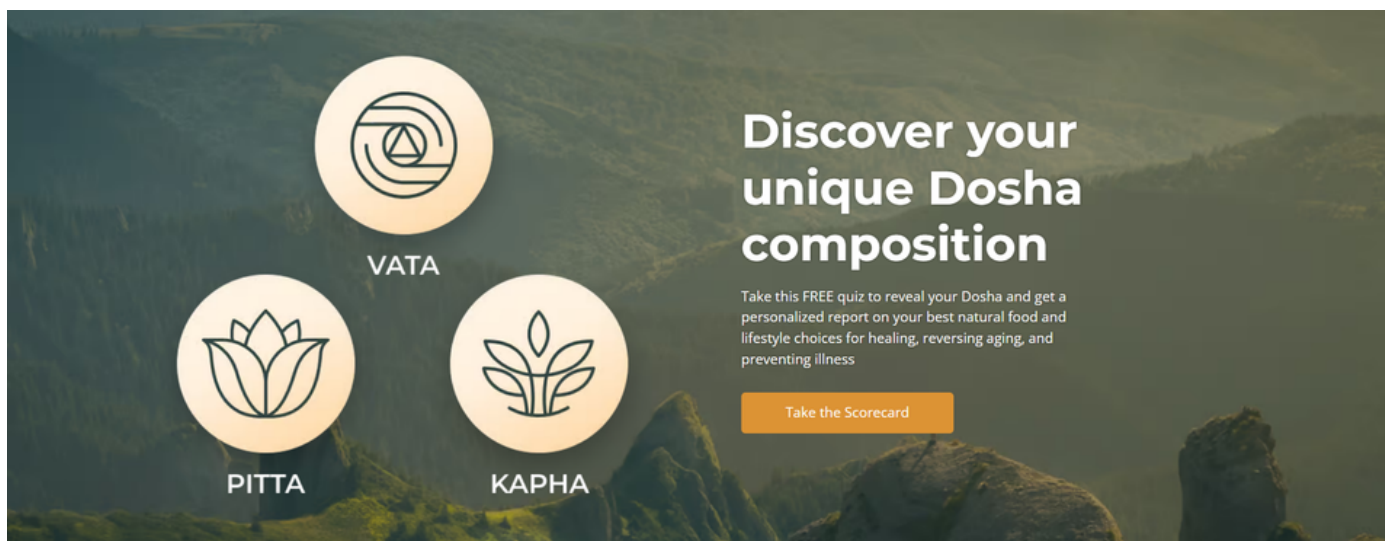 VATA
PITTA
KAPHA
Discover your
unique Dosha
composition
Take this FREE quiz to reveal your Dosha and get a
personalized report on your best natural food and
lifestyle choices for healing, reversing aging, and
preventing illness
Take the Scorecard